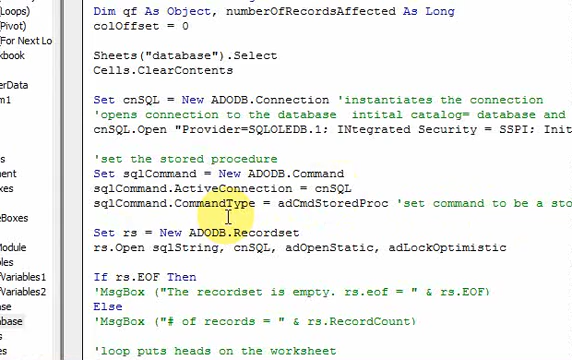 Loops)
Pivot)
(For Next Lo
kbook
erData
m1
s
ment
exes
eBoxes
Module
les
Variables1
Variables2
ase
abase
Dim qf As Object, numberOfRecordsAffected As Long
colOffset = 0
Sheets("database").Select
Cells.ClearContents
Set cnSQL = New ADODB.Connection 'instantiates the connection
'opens connection to the database  intital catalog= database and
cnSQL.Open "Provider=SQLOLEDB.1; INtegrated Security = SSPI; Init
'set the stored procedure
Set sqlCommand = New ADODB.Command
sqlCommand.ActiveConnection = cnSQL
sqlCommand.CommandType = adCmdStoredProc 'set command to be a sto
Set rs = New ADODB.Recordset
rs.Open sqlString, cnSQL, adOpenStatic, adLockOptimistic
If rs.EOF Then
'MsgBox ("The recordset is empty. rs.eof = " & rs.EOF)
Else
'MsgBox ("# of records = " & rs.RecordCount)
'loop puts heads on the worksheet